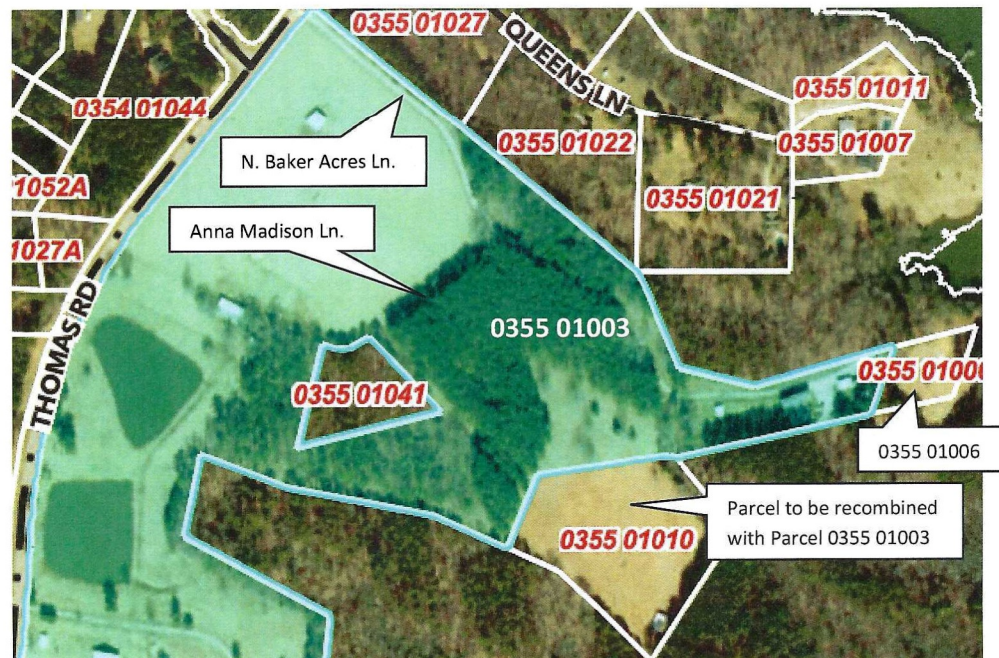 0355 01027
QUEENS LN
0355 01011
0354 01044
0355 01022
0355 01007
N. Baker Acres Ln.
1052A
0355 01021
Anna Madison Ln.
1027A
THOMAS RD
0355 01003
0355 01041
0355 0100
0355 01006
Parcel to be recombined
with Parcel 0355 01003
0355 01010